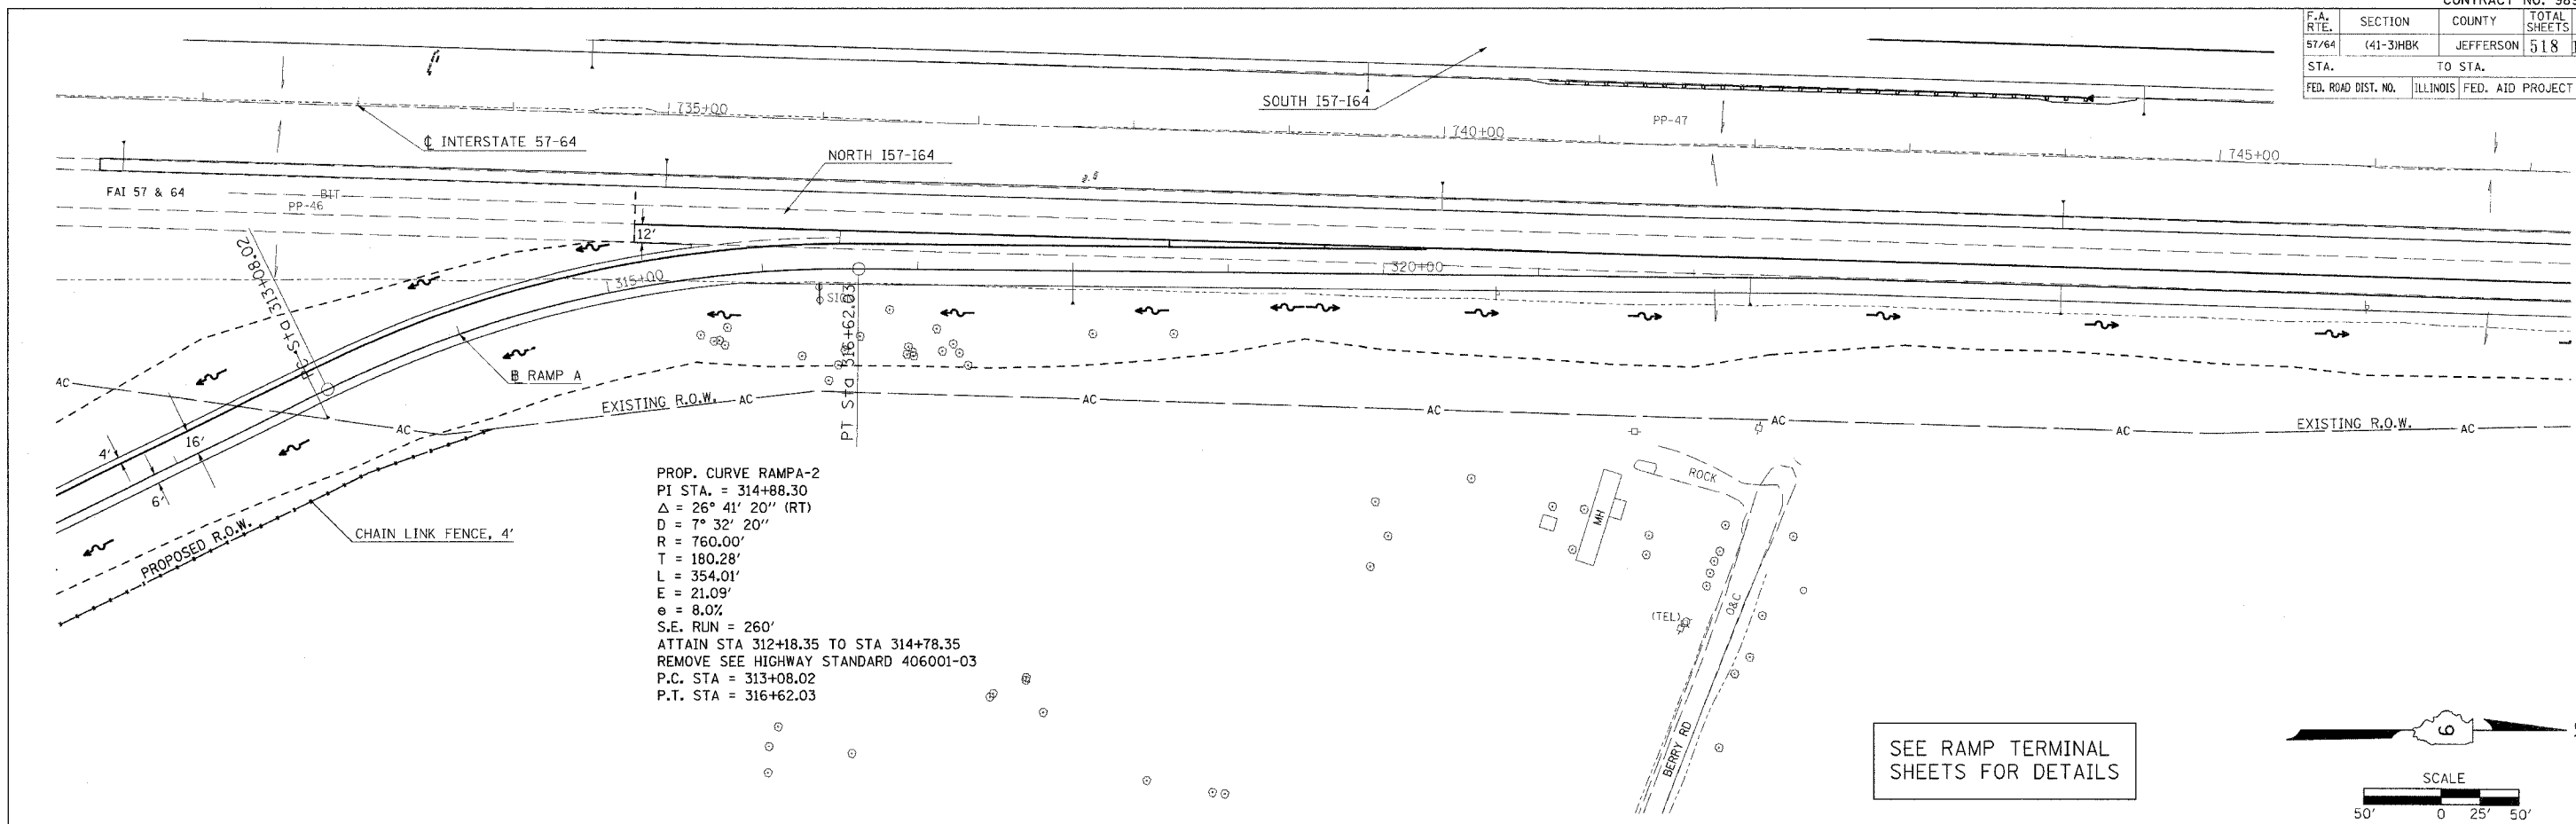 F.A. RTE. SECTION COUNTY TOTAL SHEETS
57/64 (41-3)HBK JEFFERSON 518
STA. TO STA.
FED. ROAD DIST. NO. ILLINOIS FED. AID PROJECT
735+00
SOUTH I57-I64
740+00
PP-47
745+00
℄ INTERSTATE 57-64
NORTH I57-I64
FAI 57 & 64
BIT
PP-46
12'
P.C. Sta 313+08.02
315+00
320+00
SIGN
PT Sta 316+62.03
AC
B RAMP A
EXISTING R.O.W. AC
AC
AC
AC
AC
AC
EXISTING R.O.W. AC
4'
16'
6'
PROPOSED R.O.W.
CHAIN LINK FENCE, 4'
PROP. CURVE RAMPA-2
PI STA. = 314+88.30
Δ = 26° 41' 20'' (RT)
D = 7° 32' 20''
R = 760.00'
T = 180.28'
L = 354.01'
E = 21.09'
e = 8.0%
S.E. RUN = 260'
ATTAIN STA 312+18.35 TO STA 314+78.35
REMOVE SEE HIGHWAY STANDARD 406001-03
P.C. STA = 313+08.02
P.T. STA = 316+62.03
ROCK
MH
(TEL)
O&C
BERRY RD
SEE RAMP TERMINAL
SHEETS FOR DETAILS
6
SCALE
50' 0 25' 50'